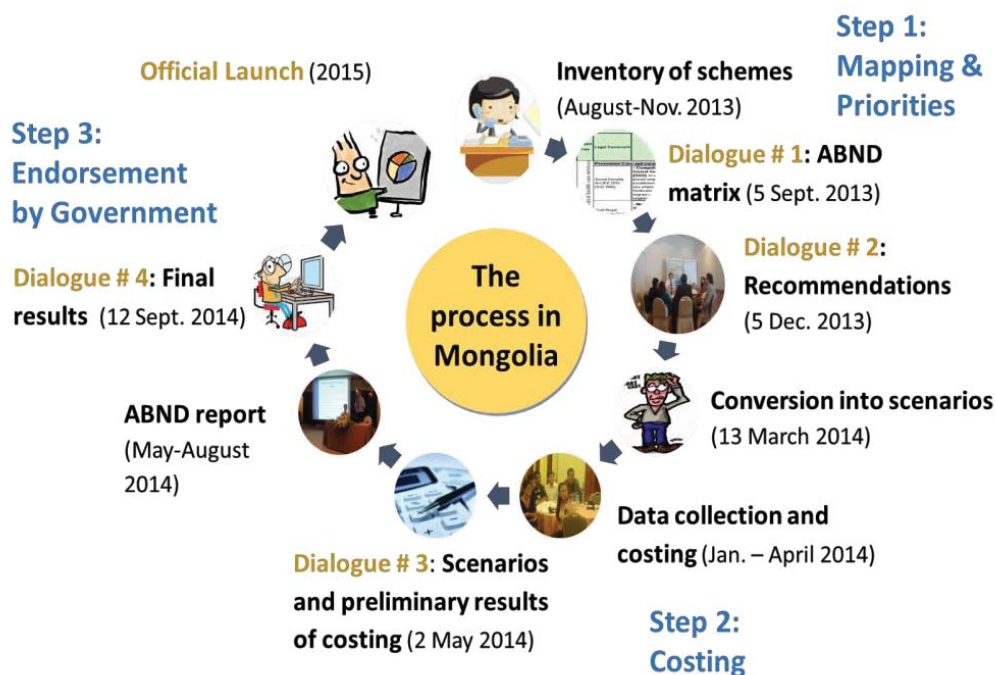 Step 1:
Mapping &
Priorities
Inventory of schemes
(August-Nov. 2013)
Dialogue # 1: ABND
matrix (5 Sept. 2013)
Dialogue # 2:
Recommendations
(5 Dec. 2013)
Conversion into scenarios
(13 March 2014)
Data collection and
costing (Jan. – April 2014)
Step 2:
Costing
Dialogue # 3: Scenarios
and preliminary results
of costing (2 May 2014)
ABND report
(May-August
2014)
Dialogue # 4: Final
results (12 Sept. 2014)
Step 3:
Endorsement
by Government
Official Launch (2015)
The
process in
Mongolia